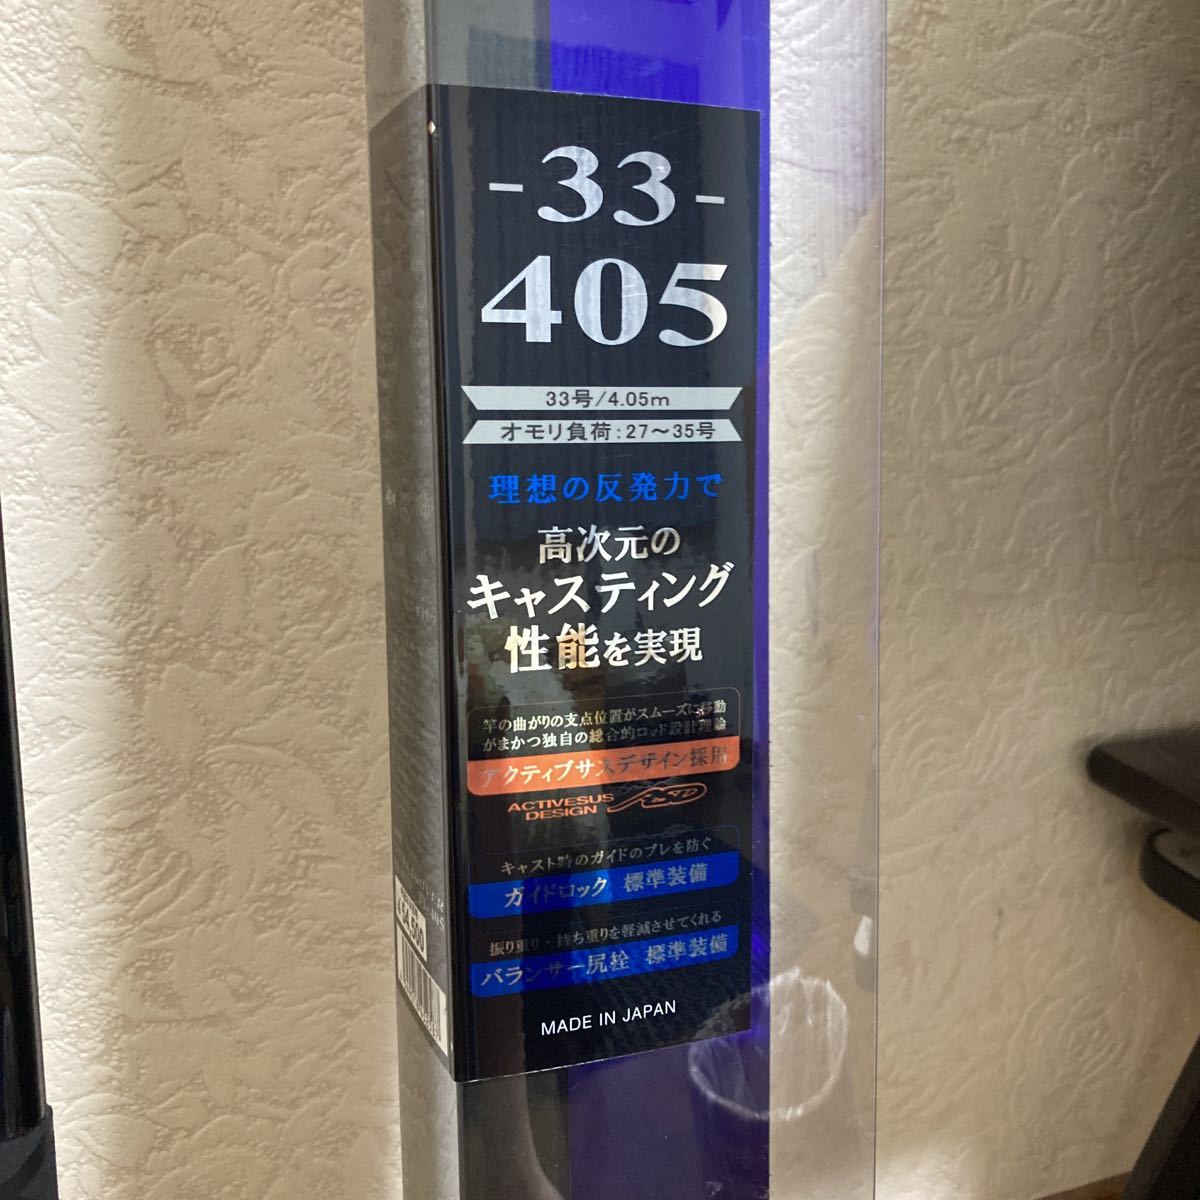 -33-
405
33号/4.05m
オモリ負荷:27〜35号
理想の反発力で
高次元の
キャスティング
性能を実現
竿の曲がりの支点位置がスムーズに移動
がまかつ独自の総合的ロッド設計理論
アクティブサスデザイン採用
ACTIVESUS
DESIGN
ASD
キャスト時のガイドのブレを防ぐ
ガイドロック 標準装備
振り重り・持ち重りを軽減させてくれる
バランサー尻栓 標準装備
MADE IN JAPAN
405